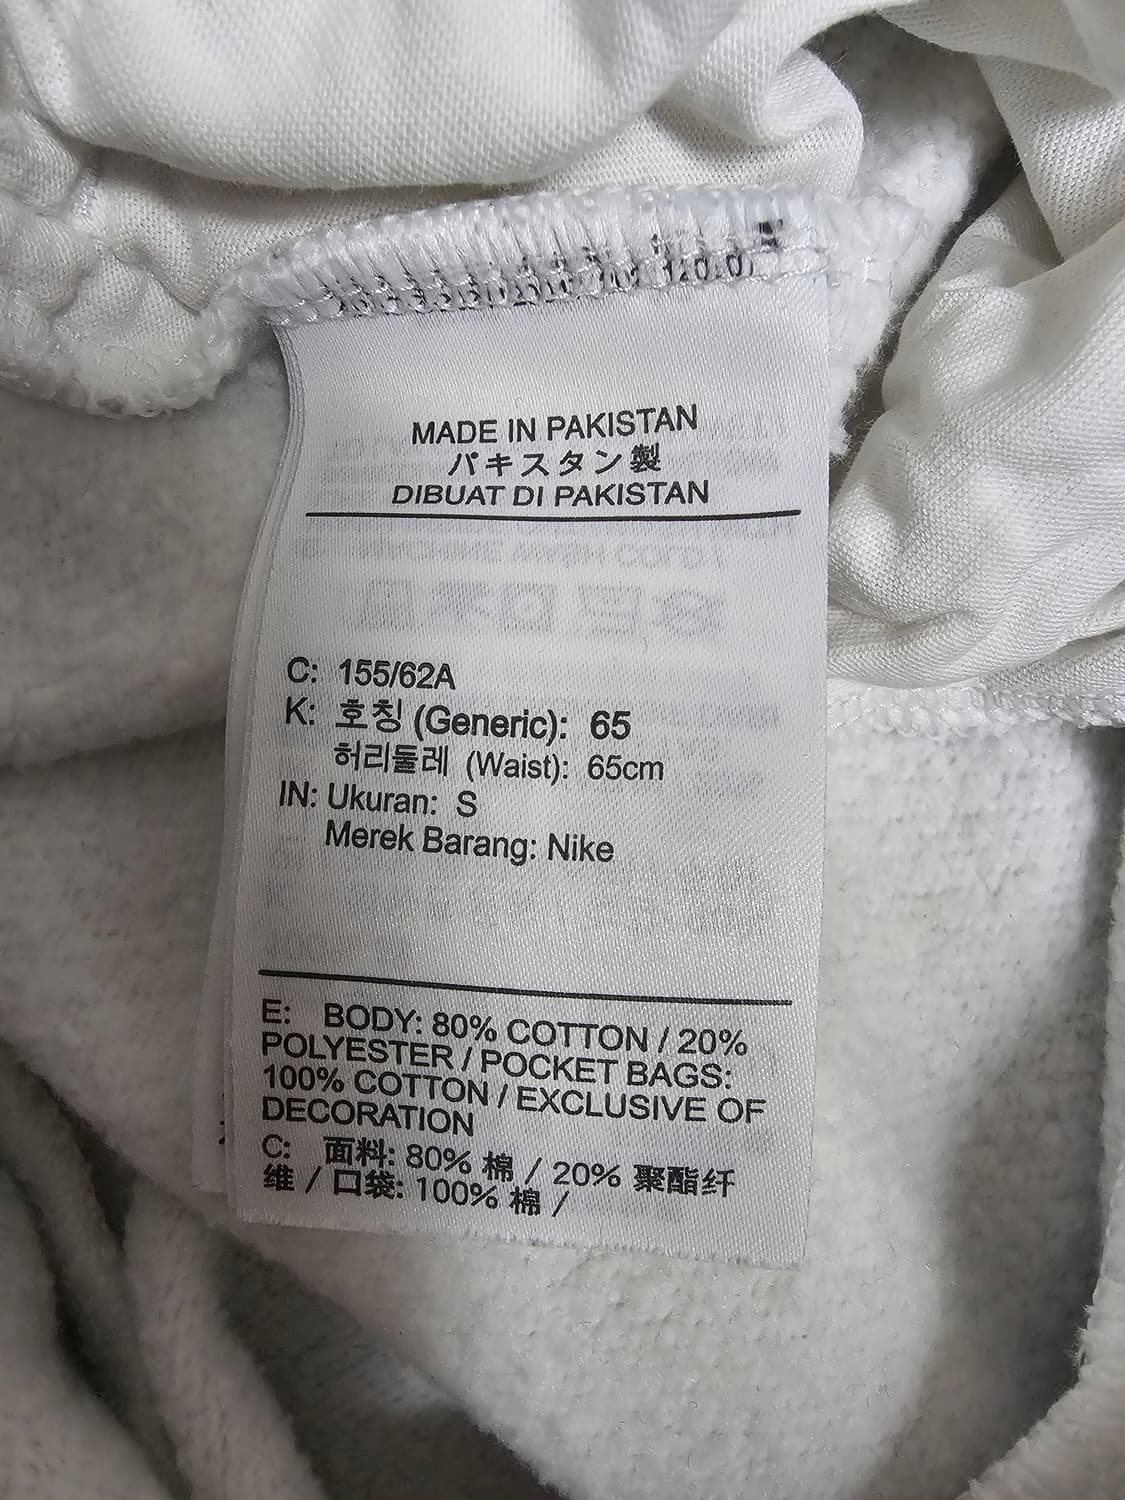 MADE IN PAKISTAN
パキスタン製
DIBUAT DI PAKISTAN
C: 155/62A
K: 호칭 (Generic): 65
허리둘레 (Waist): 65cm
IN: Ukuran: S
Merek Barang: Nike
E: BODY: 80% COTTON / 20%
POLYESTER / POCKET BAGS:
100% COTTON / EXCLUSIVE OF
DECORATION
C: 面料: 80% 棉 / 20% 聚酯纤
维 / 口袋: 100% 棉 /